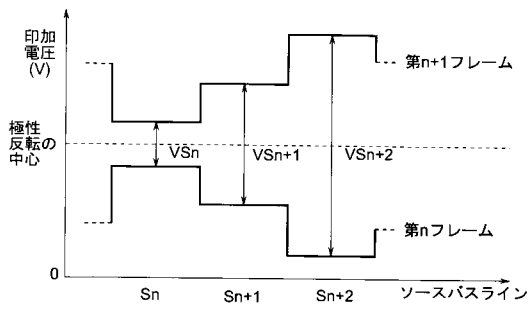 印加
電圧
(V)
第n+1フレーム
極性
反転の
中心
VSn
VSn+1
VSn+2
第nフレーム
0
Sn
Sn+1
Sn+2
ソースバスライン